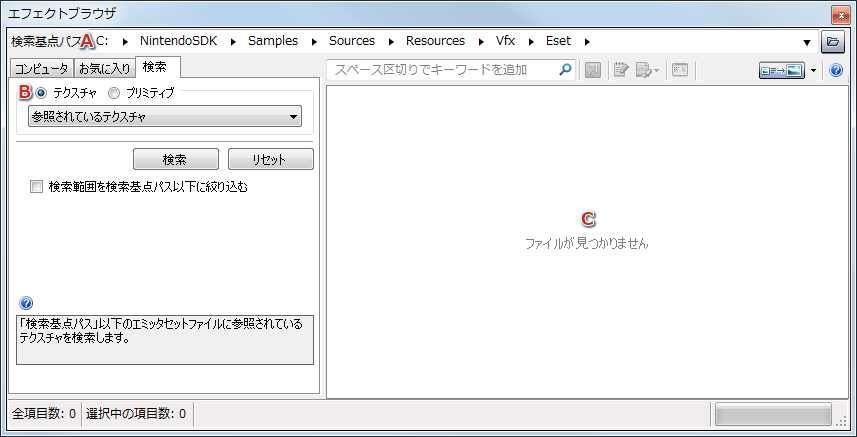 エフェクトブラウザ
検索基点パス A C: ▸ NintendoSDK ▸ Samples ▸ Sources ▸ Resources ▸ Vfx ▸ Eset ▸
コンピュータ お気に入り 検索
スペース区切りでキーワードを追加
B テクスチャ プリミティブ
参照されているテクスチャ
検索 リセット
検索範囲を検索基点パス以下に絞り込む
C
ファイルが見つかりません
「検索基点パス」以下のエミッタセットファイルに参照されている
テクスチャを検索します。
全項目数: 0 選択中の項目数: 0